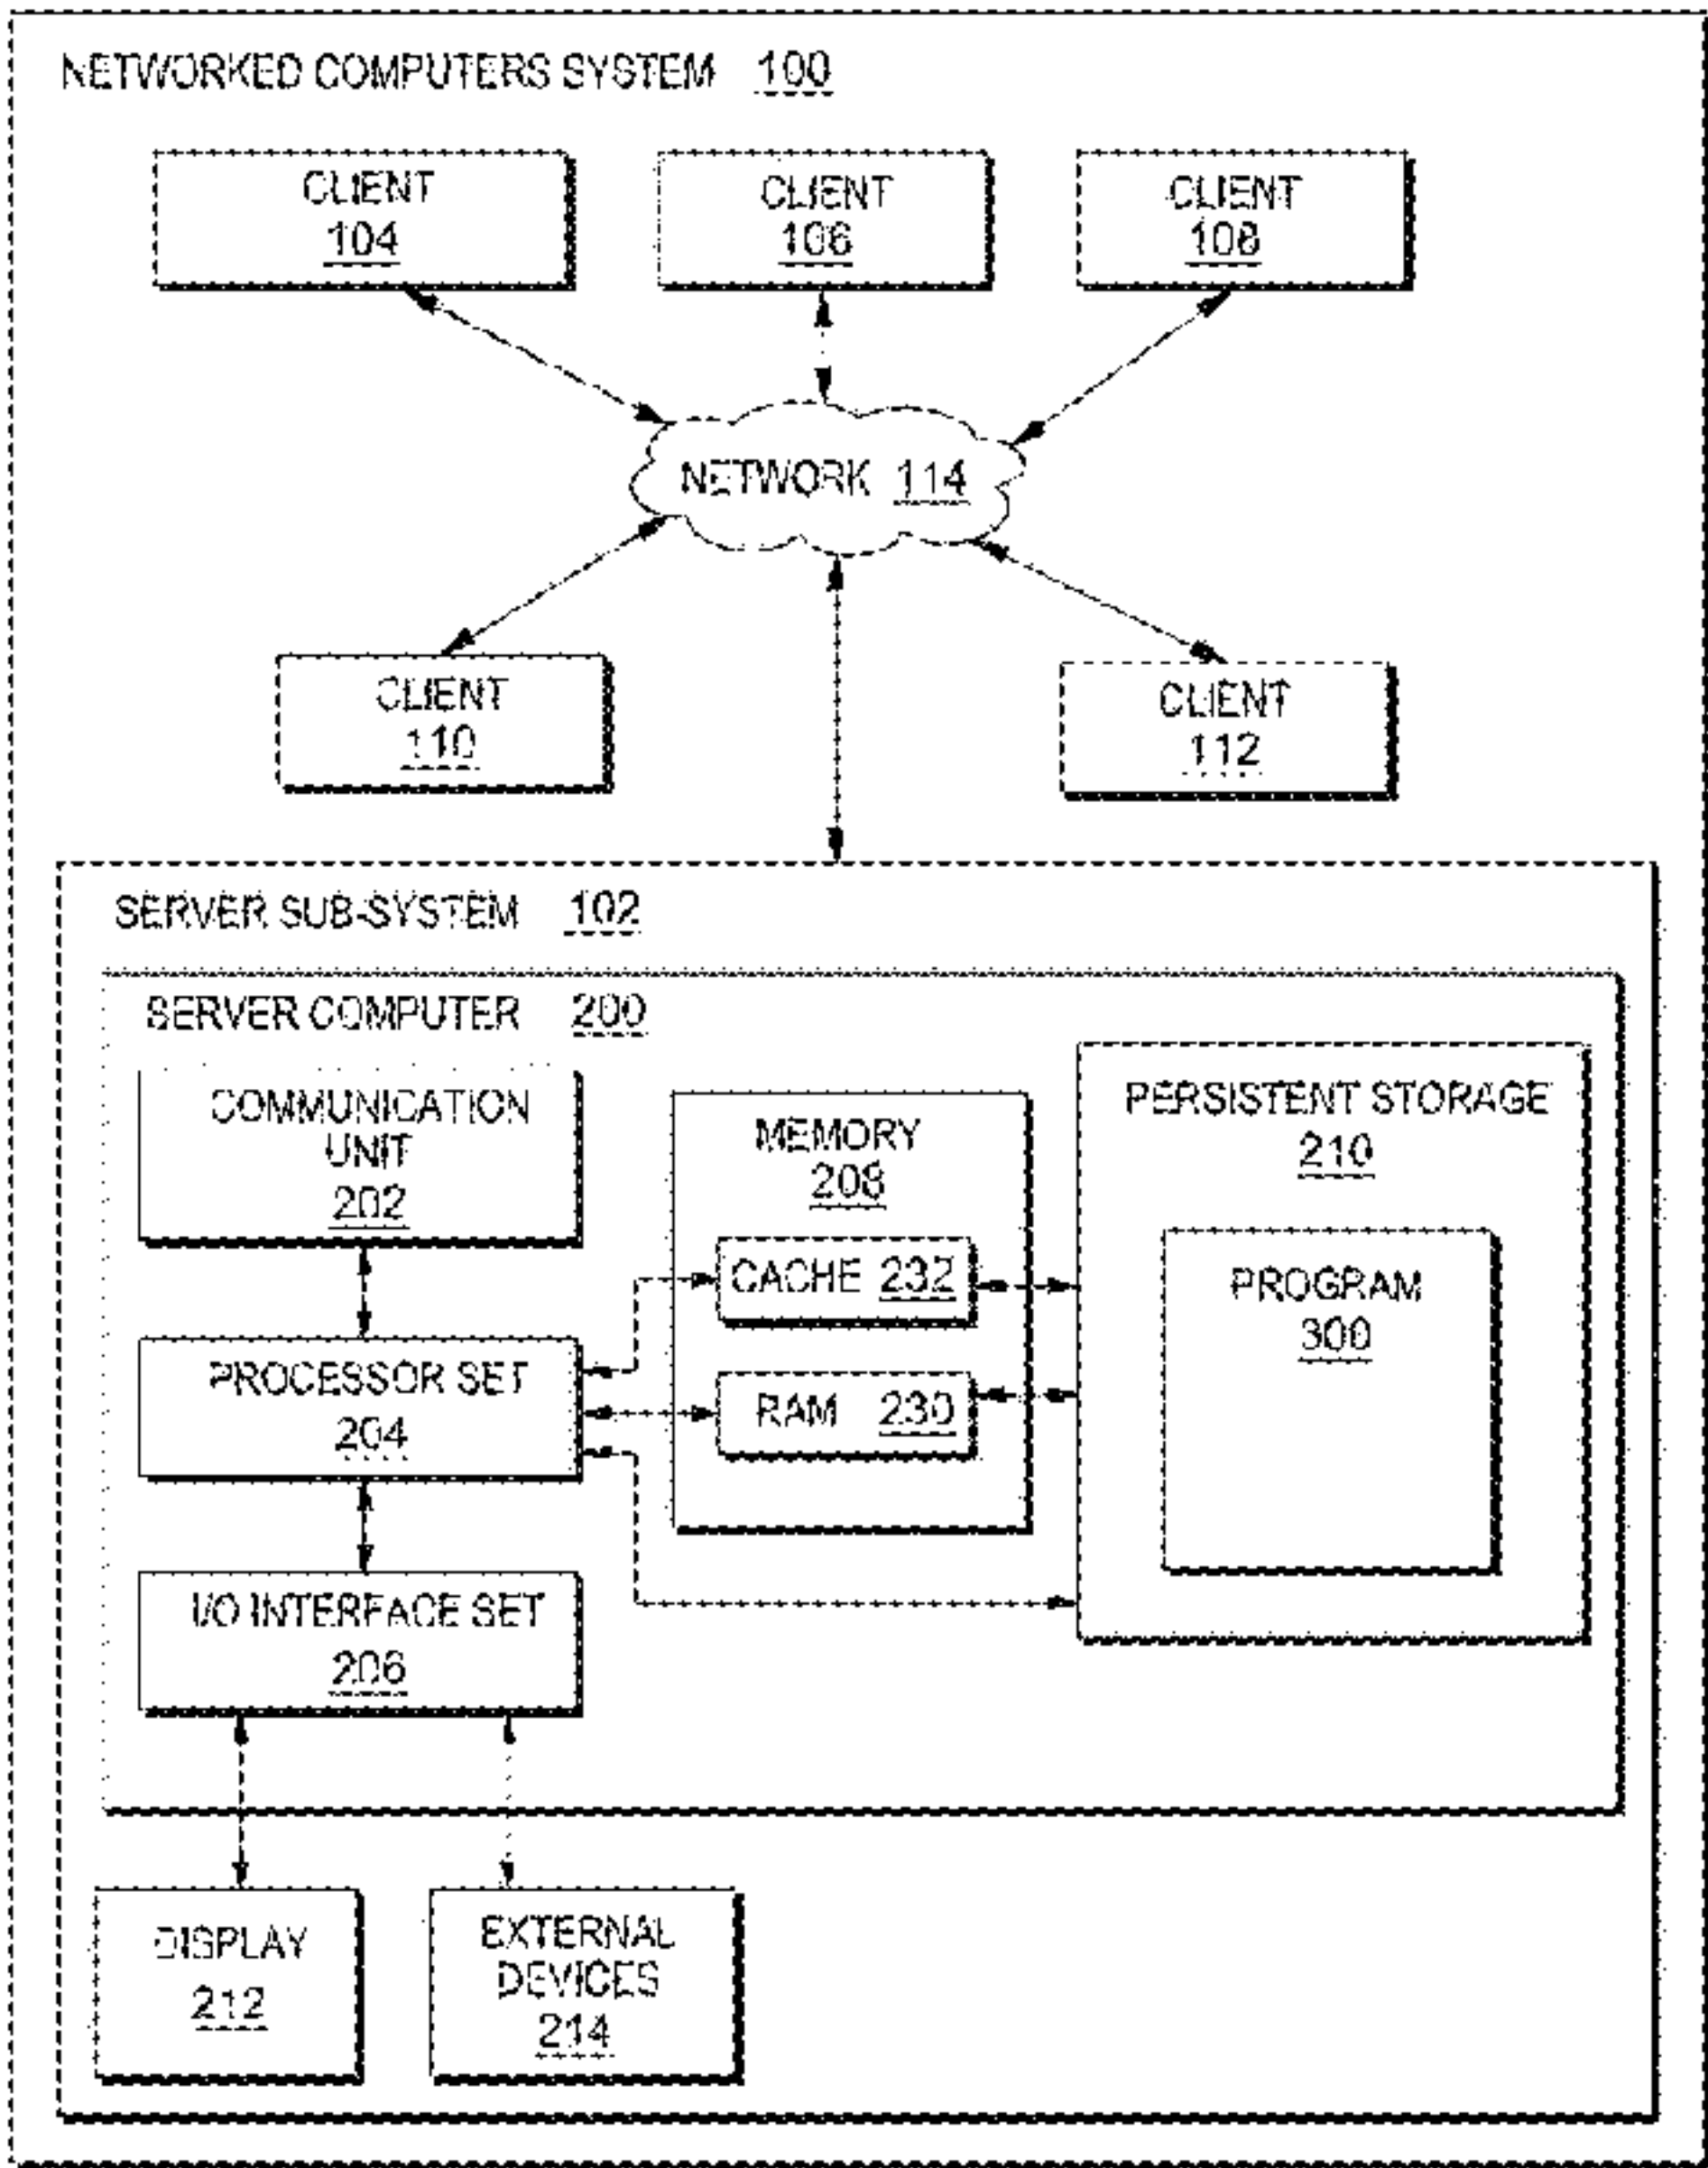 NETWORKED COMPUTERS SYSTEM 100
CLIENT
104
CLIENT
106
CLIENT
108
NETWORK 114
CLIENT
110
CLIENT
112
SERVER SUB-SYSTEM 102
SERVER COMPUTER 200
COMMUNICATION
UNIT
202
MEMORY
208
PERSISTENT STORAGE
210
CACHE 232
PROGRAM
300
PROCESSOR SET
204
RAM 230
I/O INTERFACE SET
206
DISPLAY
212
EXTERNAL
DEVICES
214